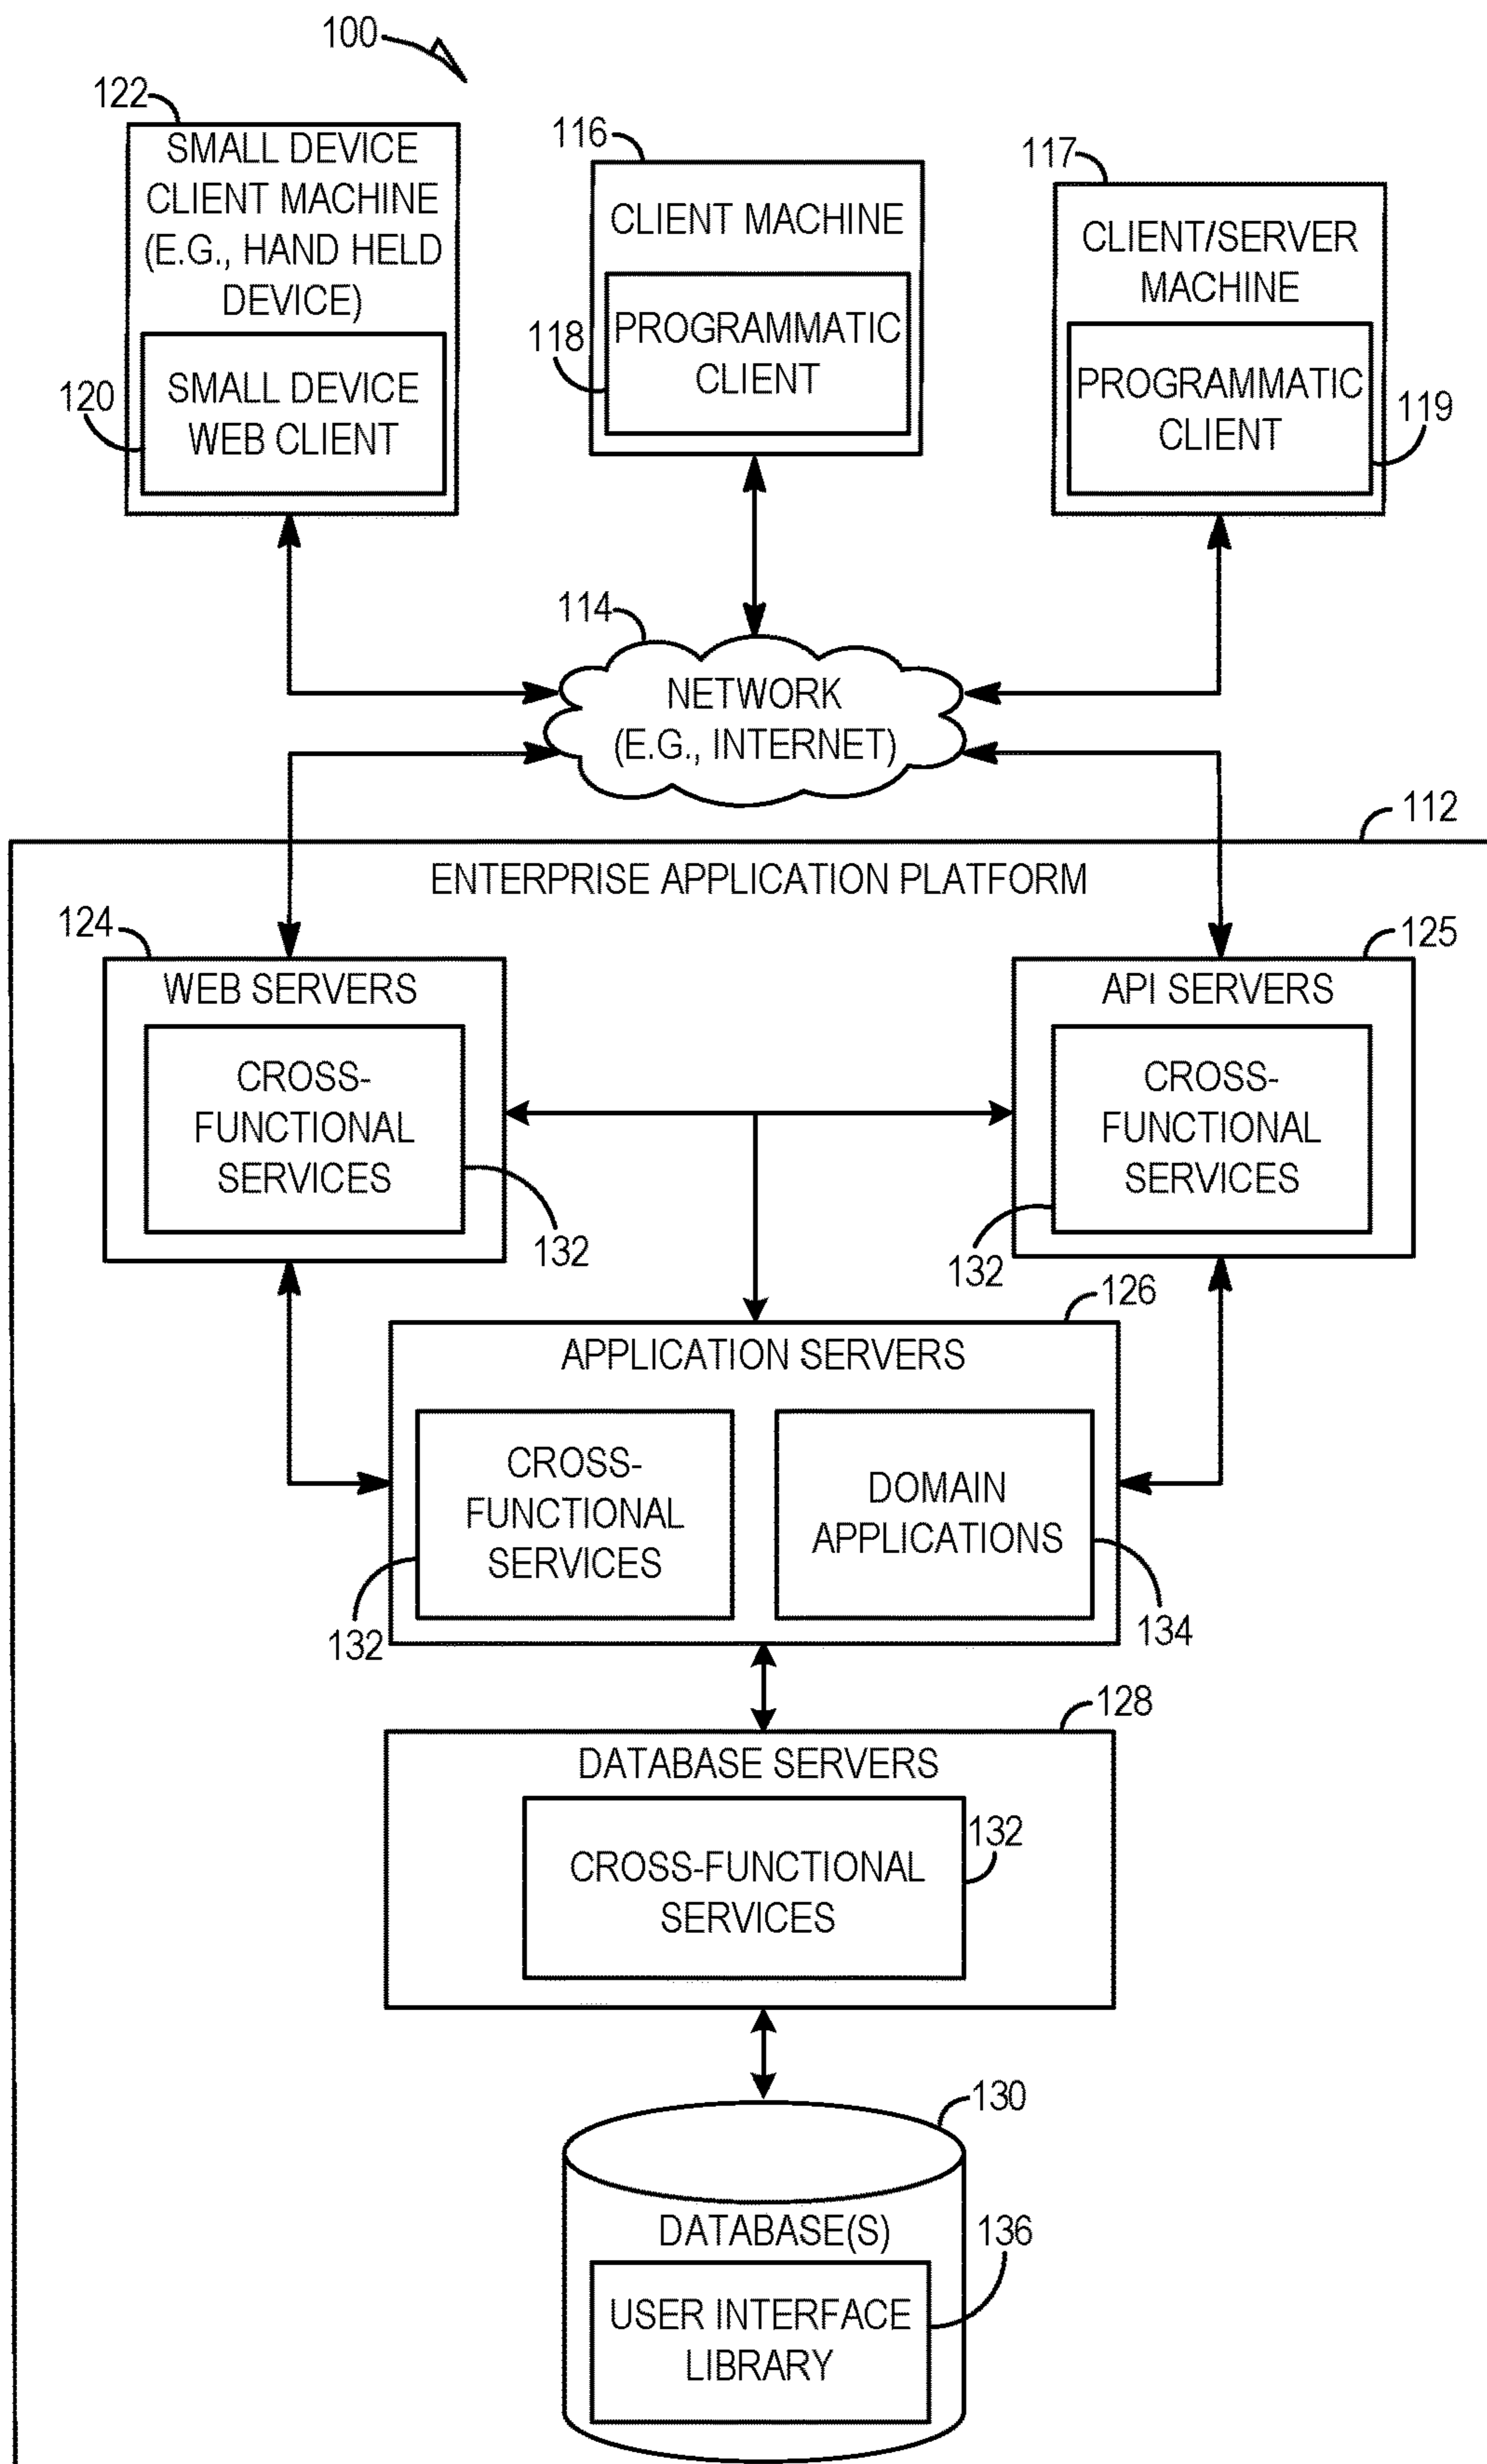 100
122
SMALL DEVICE
CLIENT MACHINE
(E.G., HAND HELD
DEVICE)
120
SMALL DEVICE
WEB CLIENT
116
CLIENT MACHINE
118
PROGRAMMATIC
CLIENT
117
CLIENT/SERVER
MACHINE
PROGRAMMATIC
CLIENT
119
114
NETWORK
(E.G., INTERNET)
112
ENTERPRISE APPLICATION PLATFORM
124
WEB SERVERS
CROSS-
FUNCTIONAL
SERVICES
132
125
API SERVERS
CROSS-
FUNCTIONAL
SERVICES
132
126
APPLICATION SERVERS
CROSS-
FUNCTIONAL
SERVICES
132
DOMAIN
APPLICATIONS
134
128
DATABASE SERVERS
132
CROSS-FUNCTIONAL
SERVICES
130
DATABASE(S)
136
USER INTERFACE
LIBRARY